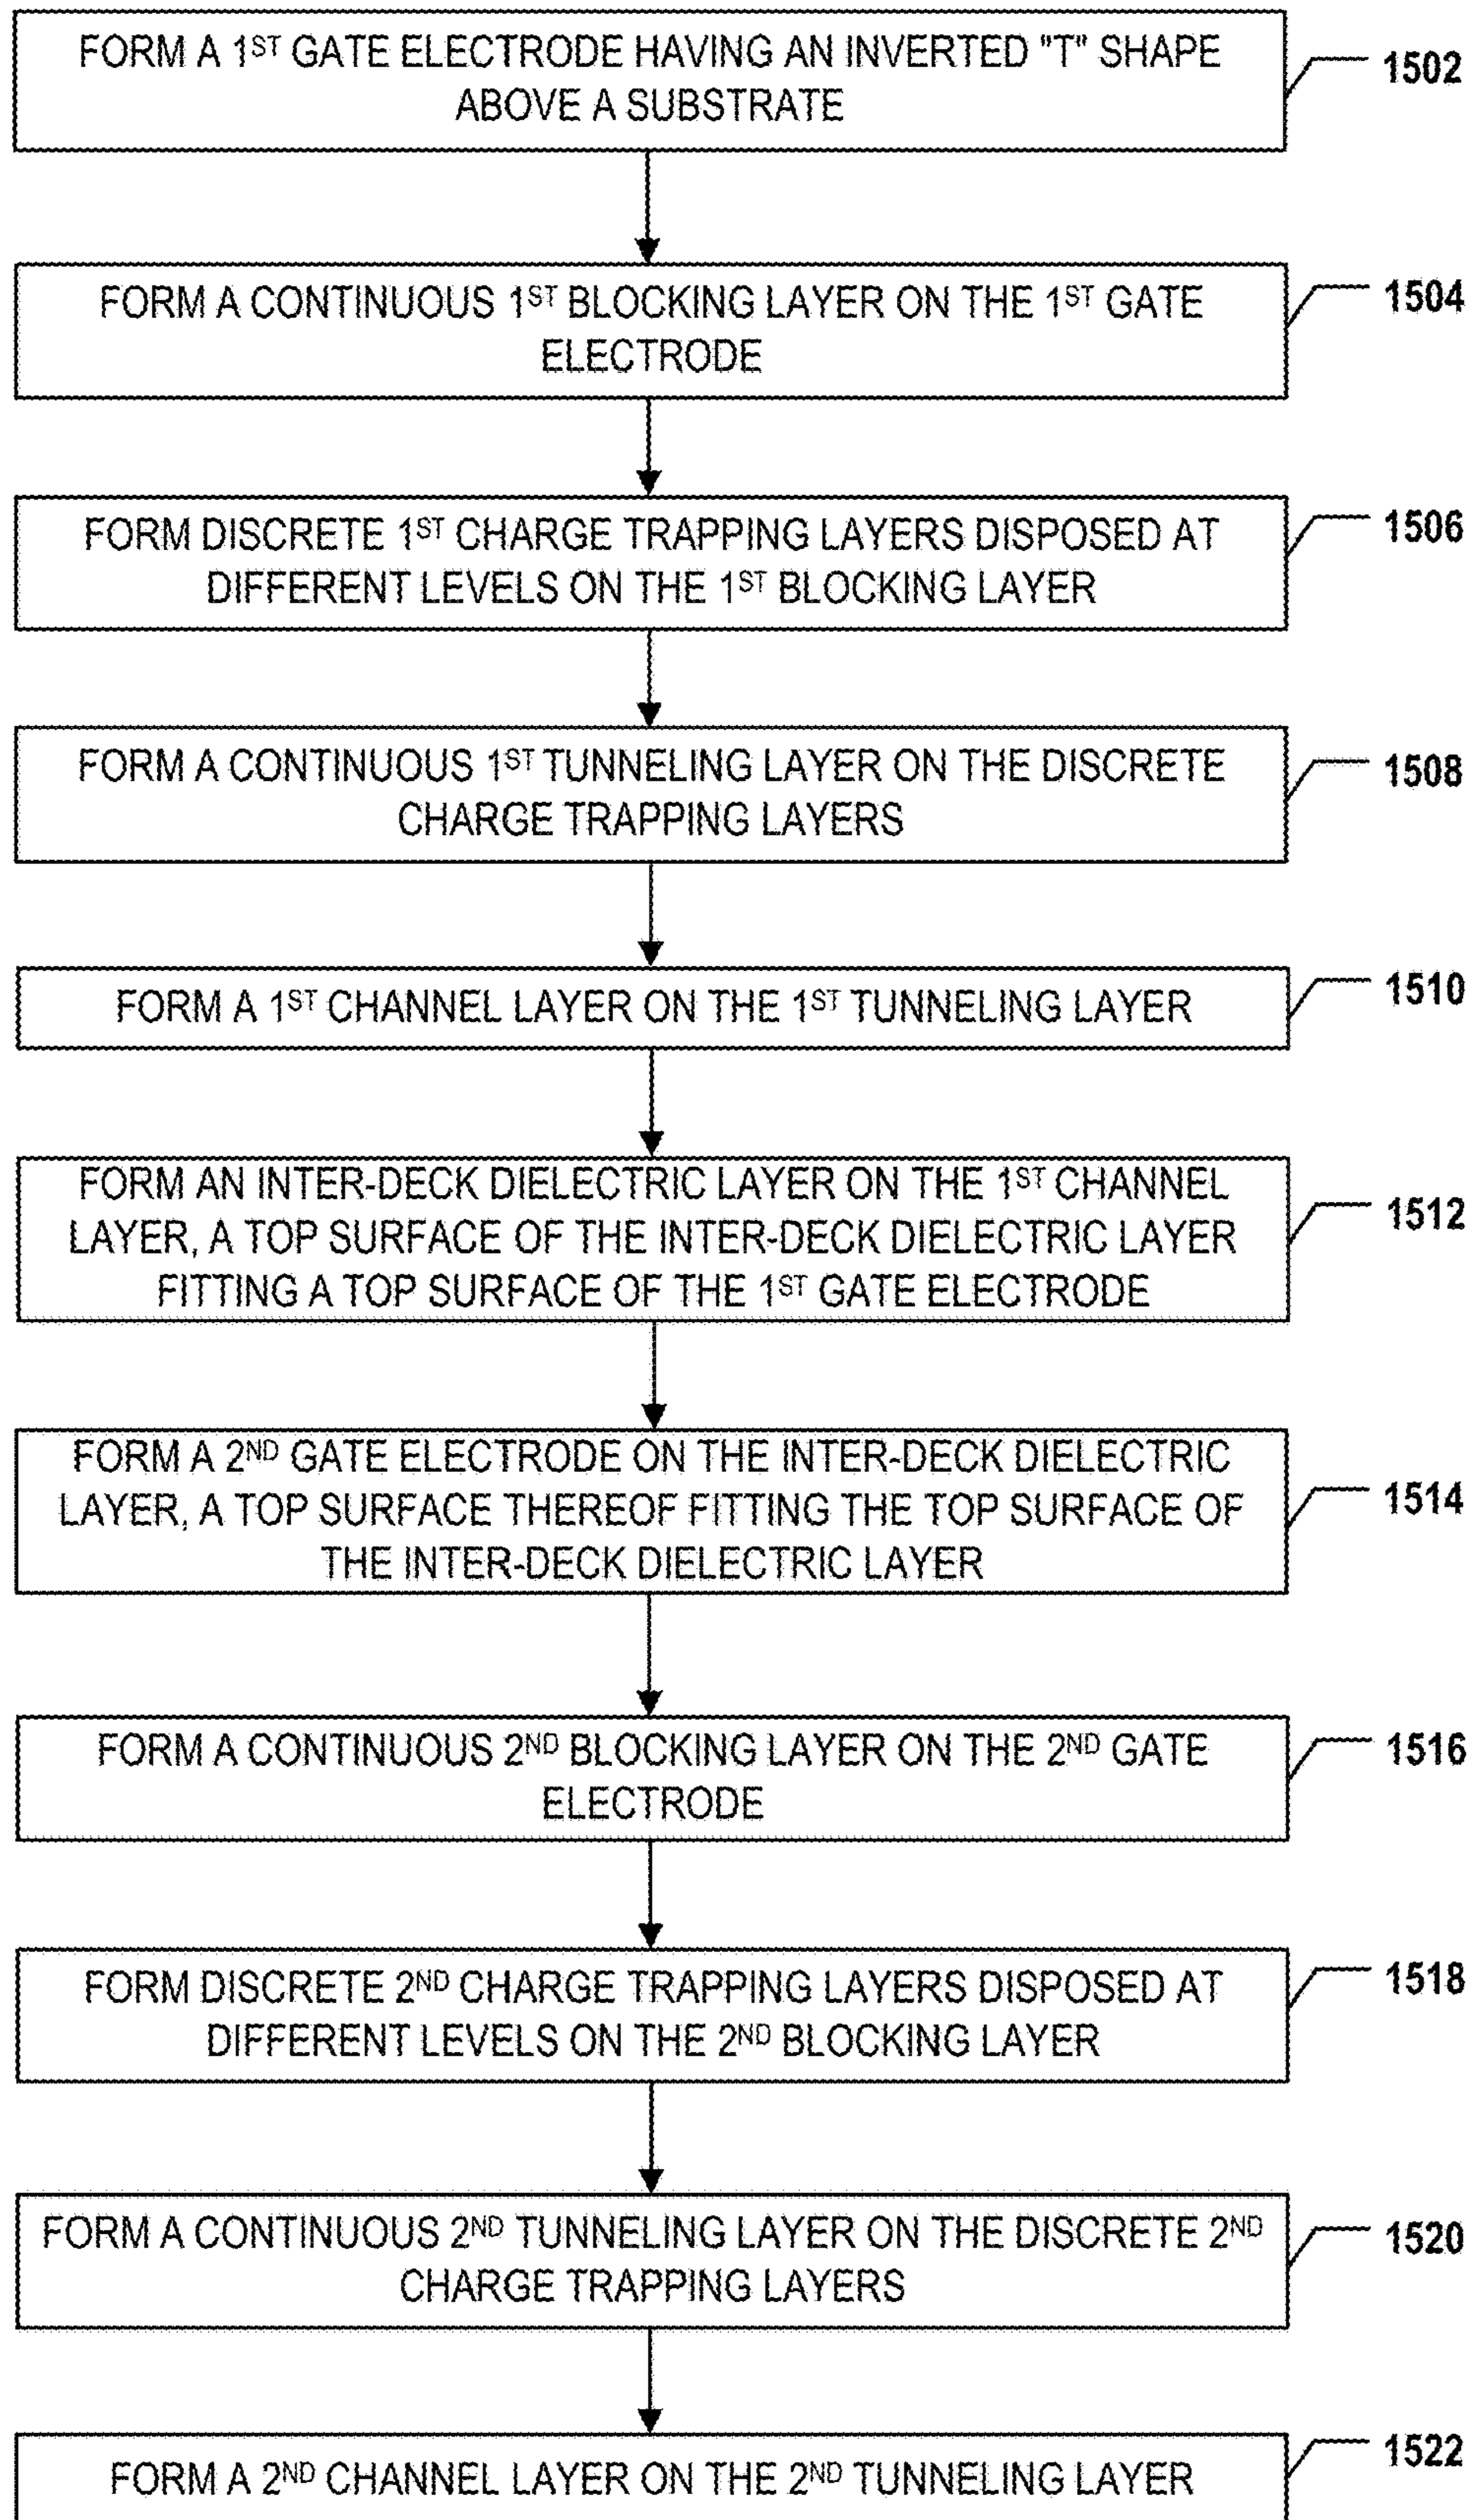 FORM A 1ST GATE ELECTRODE HAVING AN INVERTED "T" SHAPE
ABOVE A SUBSTRATE
1502
FORM A CONTINUOUS 1ST BLOCKING LAYER ON THE 1ST GATE
ELECTRODE
1504
FORM DISCRETE 1ST CHARGE TRAPPING LAYERS DISPOSED AT
DIFFERENT LEVELS ON THE 1ST BLOCKING LAYER
1506
FORM A CONTINUOUS 1ST TUNNELING LAYER ON THE DISCRETE
CHARGE TRAPPING LAYERS
1508
FORM A 1ST CHANNEL LAYER ON THE 1ST TUNNELING LAYER
1510
FORM AN INTER-DECK DIELECTRIC LAYER ON THE 1ST CHANNEL
LAYER, A TOP SURFACE OF THE INTER-DECK DIELECTRIC LAYER
FITTING A TOP SURFACE OF THE 1ST GATE ELECTRODE
1512
FORM A 2ND GATE ELECTRODE ON THE INTER-DECK DIELECTRIC
LAYER, A TOP SURFACE THEREOF FITTING THE TOP SURFACE OF
THE INTER-DECK DIELECTRIC LAYER
1514
FORM A CONTINUOUS 2ND BLOCKING LAYER ON THE 2ND GATE
ELECTRODE
1516
FORM DISCRETE 2ND CHARGE TRAPPING LAYERS DISPOSED AT
DIFFERENT LEVELS ON THE 2ND BLOCKING LAYER
1518
FORM A CONTINUOUS 2ND TUNNELING LAYER ON THE DISCRETE 2ND
CHARGE TRAPPING LAYERS
1520
FORM A 2ND CHANNEL LAYER ON THE 2ND TUNNELING LAYER
1522